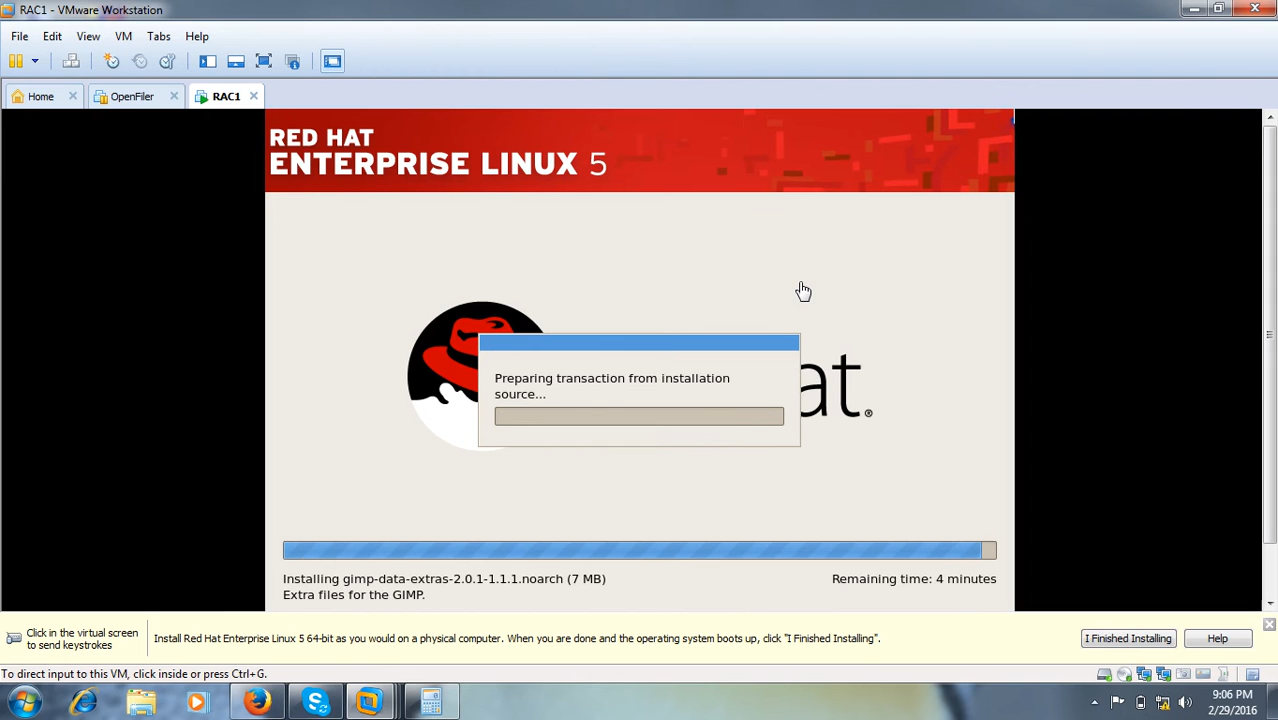 RAC1 - VMware Workstation
File Edit View VM Tabs Help
Home OpenFiler RAC1
RED HAT
ENTERPRISE LINUX 5
at.®
Preparing transaction from installation
source...
Installing gimp-data-extras-2.0.1-1.1.1.noarch (7 MB) Remaining time: 4 minutes
Extra files for the GIMP.
Click in the virtual screen
to send keystrokes
Install Red Hat Enterprise Linux 5 64-bit as you would on a physical computer. When you are done and the operating system boots up, click "I Finished Installing".
I Finished Installing Help
To direct input to this VM, click inside or press Ctrl+G.
9:06 PM
2/29/2016